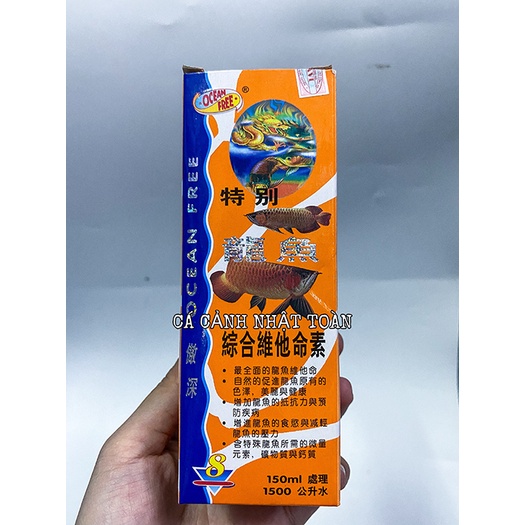 OCEAN FREE
®
特别
龍魚
CÁ CẢNH NHẬT TOÀN
綜合維他命素
• 最全面的龍魚維他命
• 自然的促進龍魚原有的
色澤，美麗與健康
• 增加龍魚的抵抗力與預
防疾病
• 增進龍魚的食慾與減輕
龍魚的壓力
• 含特殊龍魚所需的微量
元素，礦物質與鈣質
150ml 處理
1500 公升水
8
傲深 OCEAN FREE